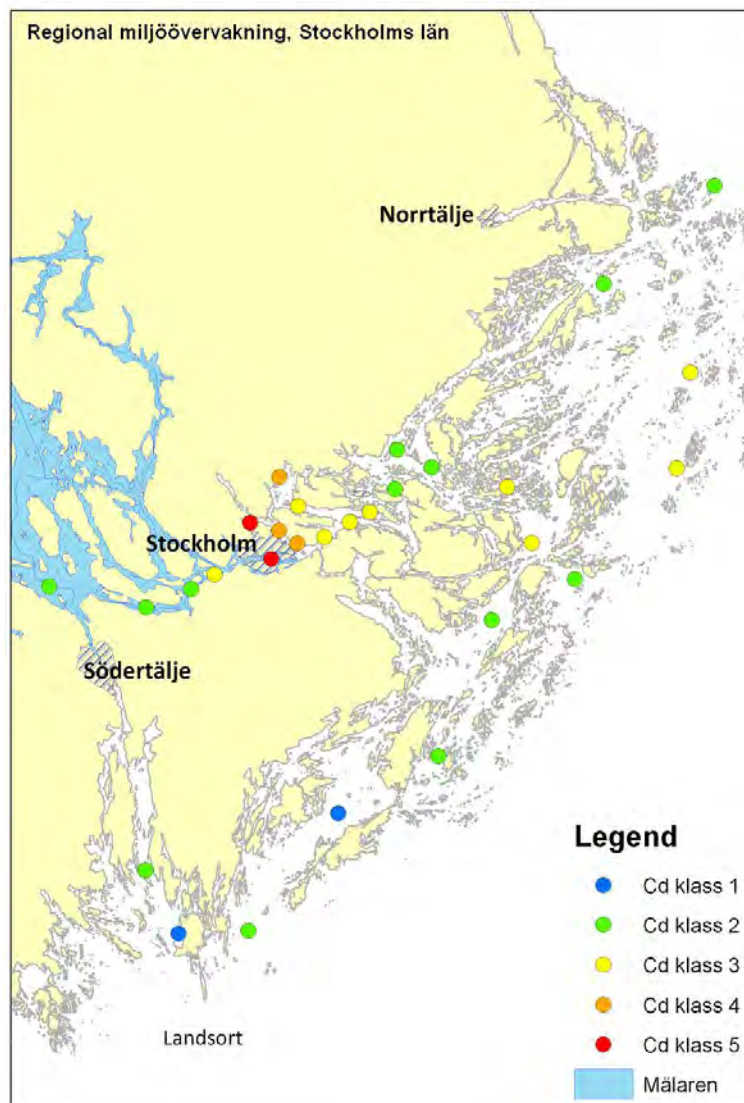 Regional miljöövervakning, Stockholms län
Norrtälje
Stockholm
Södertälje
Landsort
Legend
Cd klass 1
Cd klass 2
Cd klass 3
Cd klass 4
Cd klass 5
Mälaren